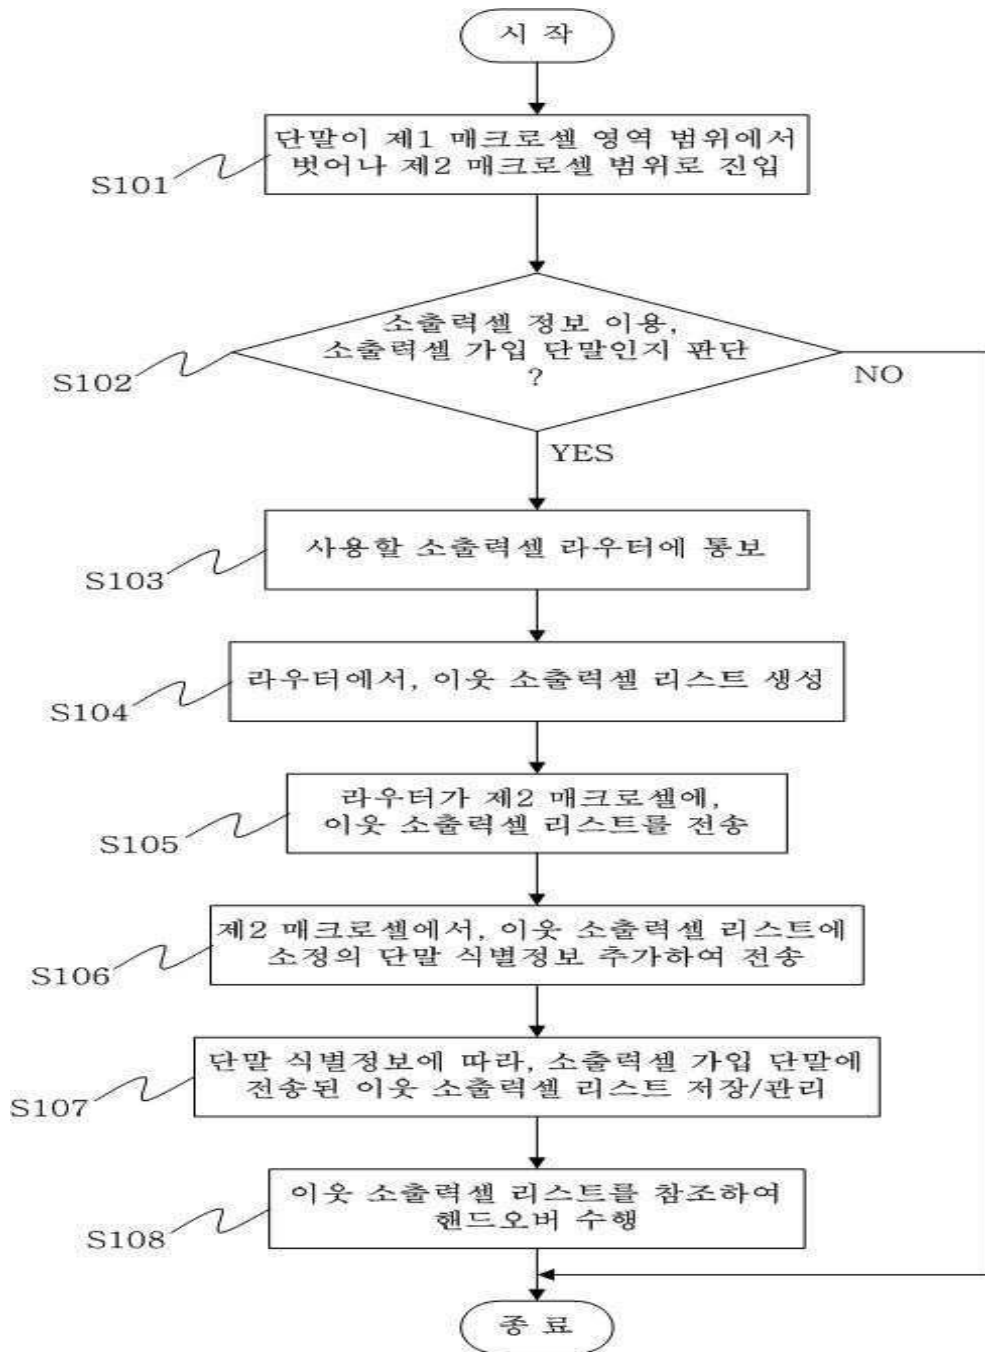 시 작
단말이 제1 매크로셀 영역 범위에서
벗어나 제2 매크로셀 범위로 진입
S101
소출력셀 정보 이용,
소출력셀 가입 단말인지 판단
?
S102
NO
YES
사용할 소출력셀 라우터에 통보
S103
라우터에서, 이웃 소출력셀 리스트 생성
S104
라우터가 제2 매크로셀에,
이웃 소출력셀 리스트를 전송
S105
제2 매크로셀에서, 이웃 소출력셀 리스트에
소정의 단말 식별정보 추가하여 전송
S106
단말 식별정보에 따라, 소출력셀 가입 단말에
전송된 이웃 소출력셀 리스트 저장/관리
S107
이웃 소출력셀 리스트를 참조하여
핸드오버 수행
S108
종 료